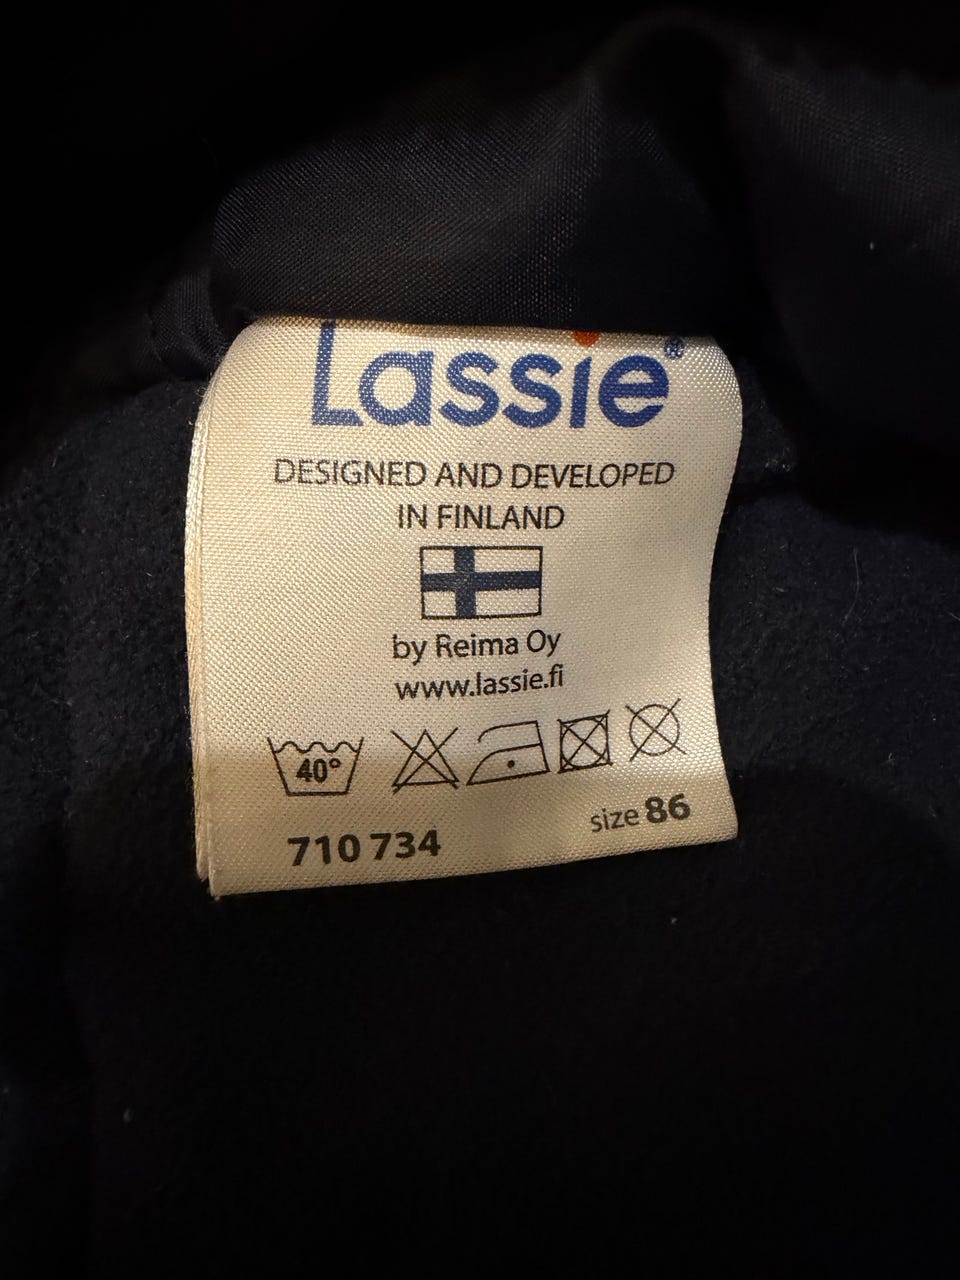 Lassie®
DESIGNED AND DEVELOPED
IN FINLAND
by Reima Oy
www.lassie.fi
40°
710 734
size 86